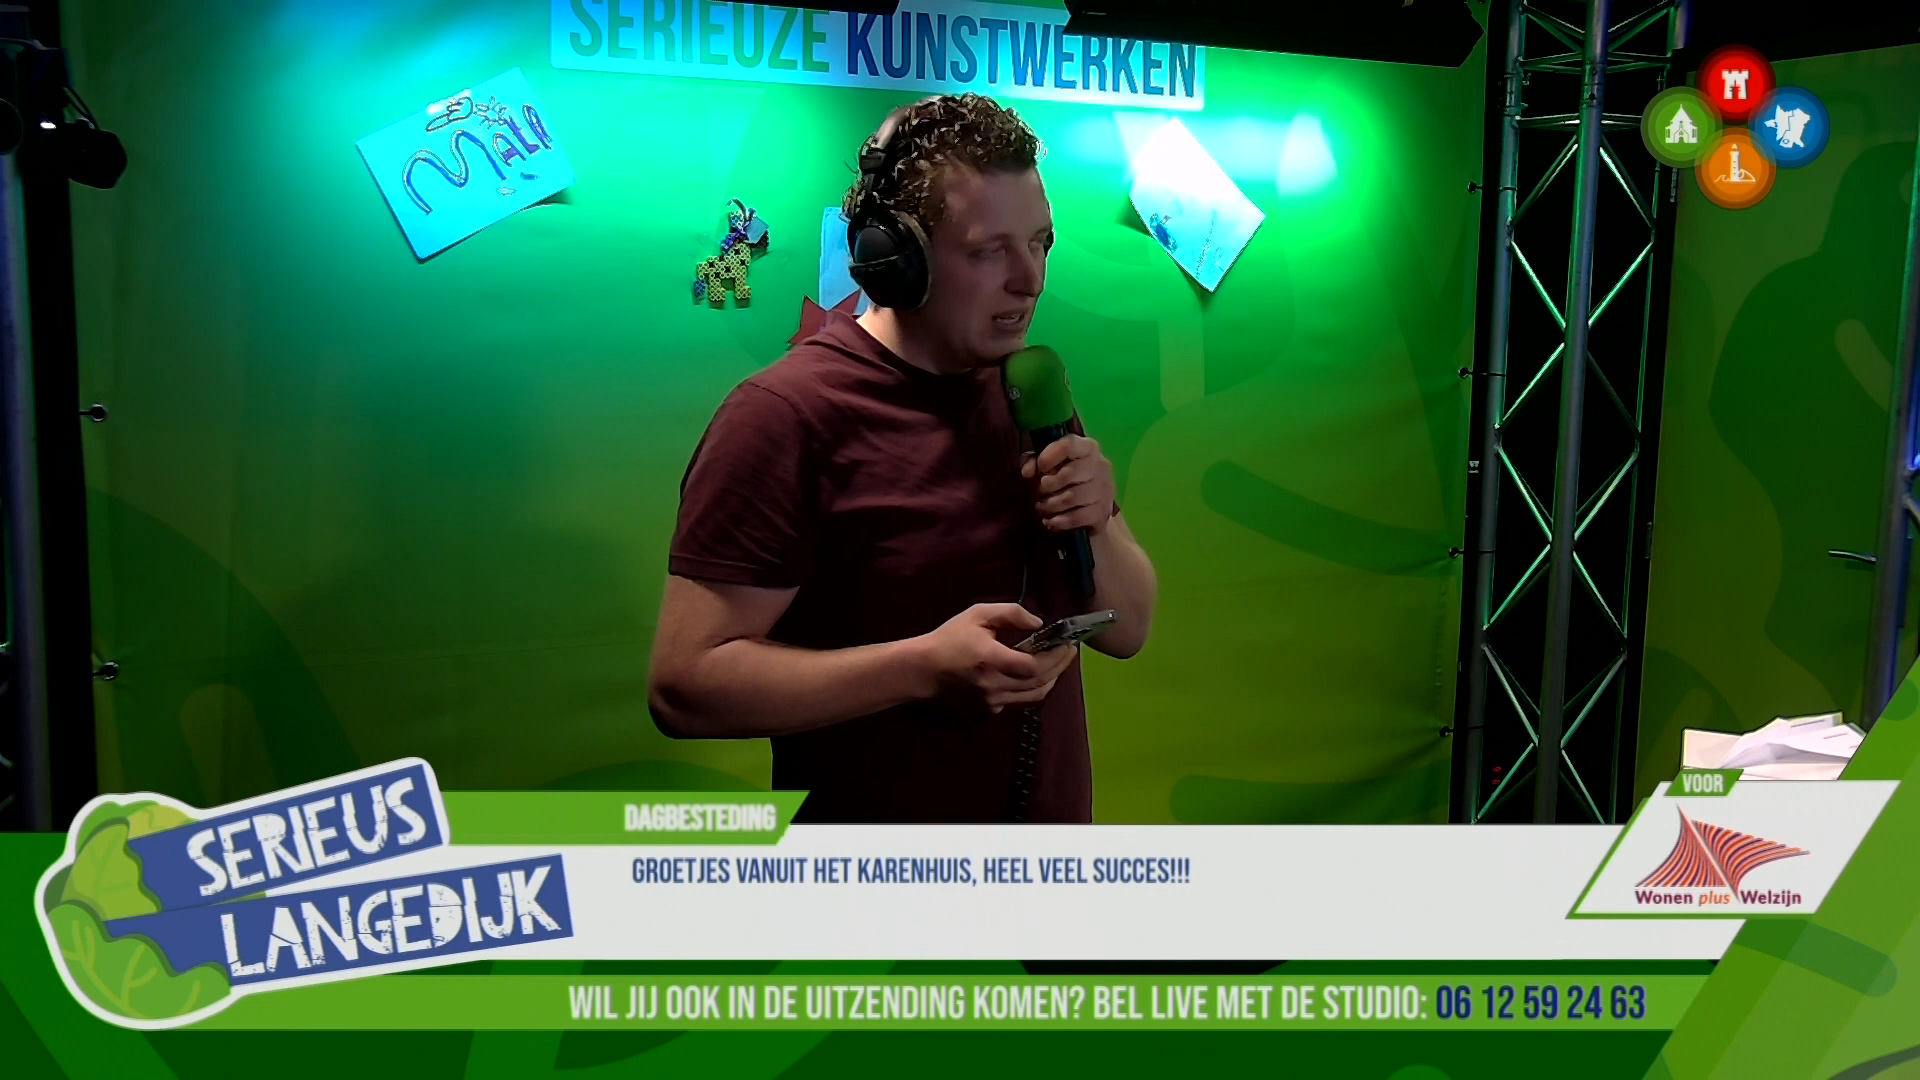 SERIEUZE KUNSTWERKEN
MALA
VOOR
SERIEUS
LANGEDIJK
DAGBESTEDING
GROETJES VANUIT HET KARENHUIS, HEEL VEEL SUCCES!!!
Wonen plus Welzijn
WIL JIJ OOK IN DE UITZENDING KOMEN? BEL LIVE MET DE STUDIO: 06 12 59 24 63